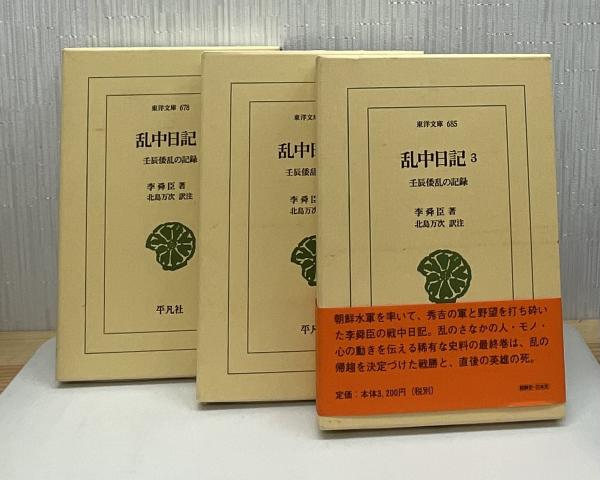 東洋文庫 678
乱中日記
壬辰倭乱の記録
李舜臣 著
北島万次 訳注
平凡社
東洋文
乱中
壬辰倭乱
李舜
北島万次
平凡
東洋文庫 685
乱中日記 3
壬辰倭乱の記録
李舜臣 著
北島万次 訳注
朝鮮水軍を率いて、秀吉の軍と野望を打ち砕い
た李舜臣の戦中日記。乱のさなかの人・モノ・
心の動きを伝える稀有な史料の最終巻は、乱の
帰趨を決定づけた戦勝と、直後の英雄の死。
定価：本体3,200円（税別）